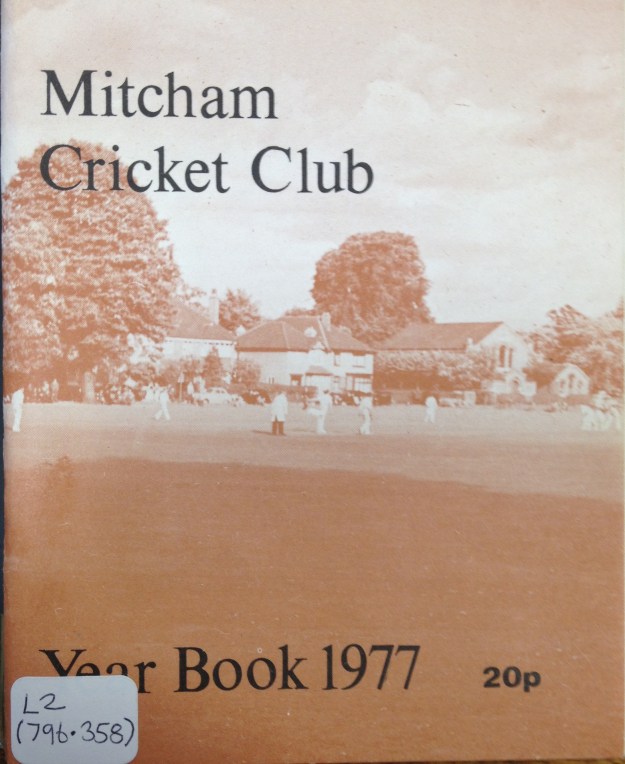 Mitcham
Cricket Club
Year Book 1977
20p
L2
(796.358)